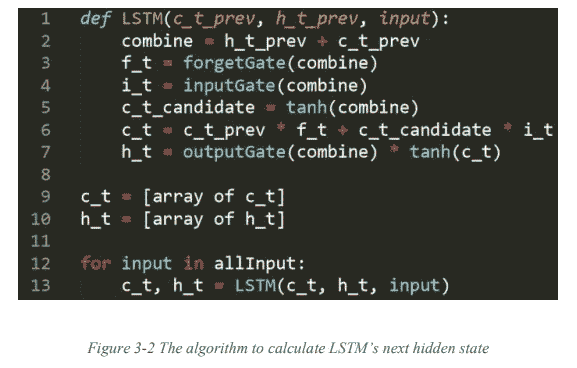 1 def LSTM(c_t_prev, h_t_prev, input):
2 combine = h_t_prev + c_t_prev
3 f_t = forgetGate(combine)
4 i_t = inputGate(combine)
5 c_t_candidate = tanh(combine)
6 c_t = c_t_prev * f_t + c_t_candidate * i_t
7 h_t = outputGate(combine) * tanh(c_t)
8
9 c_t = [array of c_t]
10 h_t = [array of h_t]
11
12 for input in allInput:
13 c_t, h_t = LSTM(c_t, h_t, input)
Figure 3-2 The algorithm to calculate LSTM's next hidden state